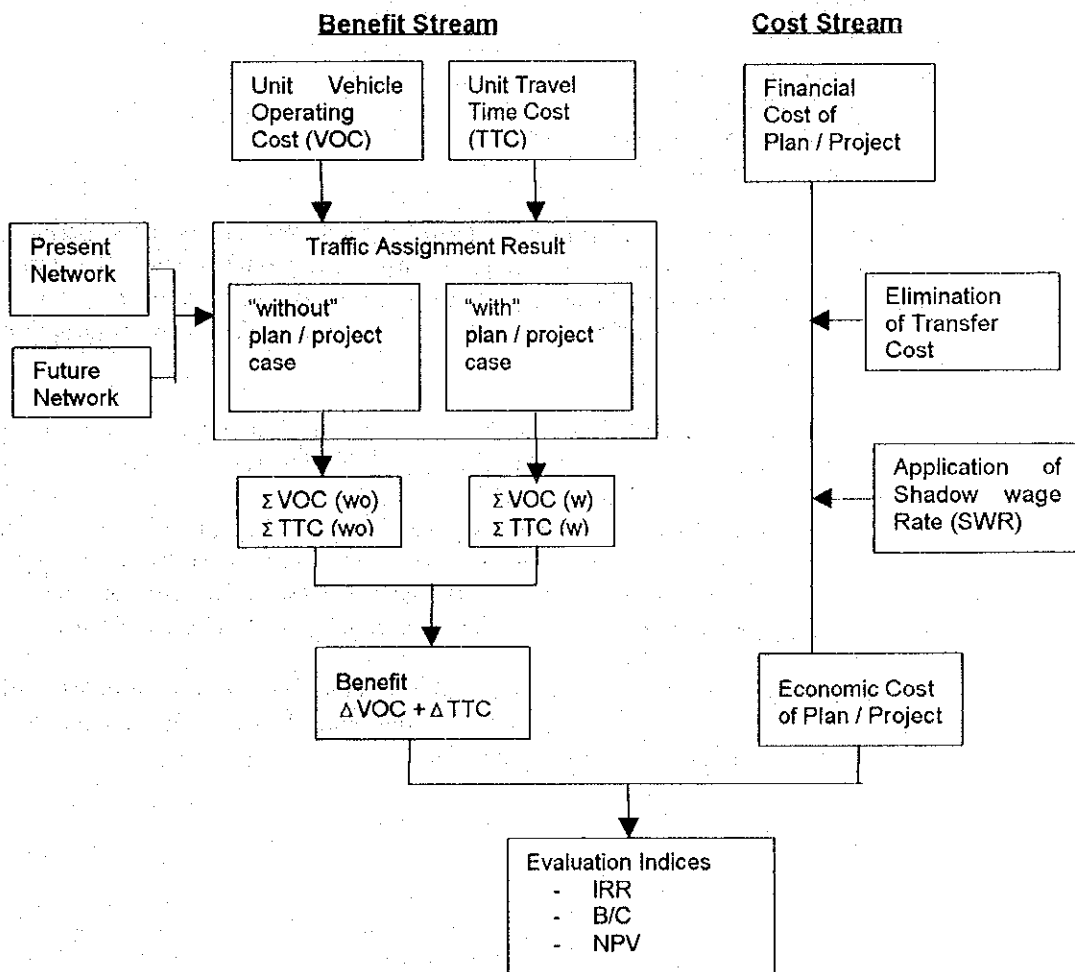 Benefit Stream
Cost Stream
Unit Vehicle
Operating
Cost (VOC)
Unit Travel
Time Cost
(TTC)
Financial
Cost of
Plan / Project
Present
Network
Future
Network
Traffic Assignment Result
"without"
plan / project
case
"with"
plan / project
case
Elimination
of Transfer
Cost
Application of
Shadow wage
Rate (SWR)
Σ VOC (wo)
Σ TTC (wo)
Σ VOC (w)
Σ TTC (w)
Benefit
Δ VOC + Δ TTC
Economic Cost
of Plan / Project
Evaluation Indices
- IRR
- B/C
- NPV